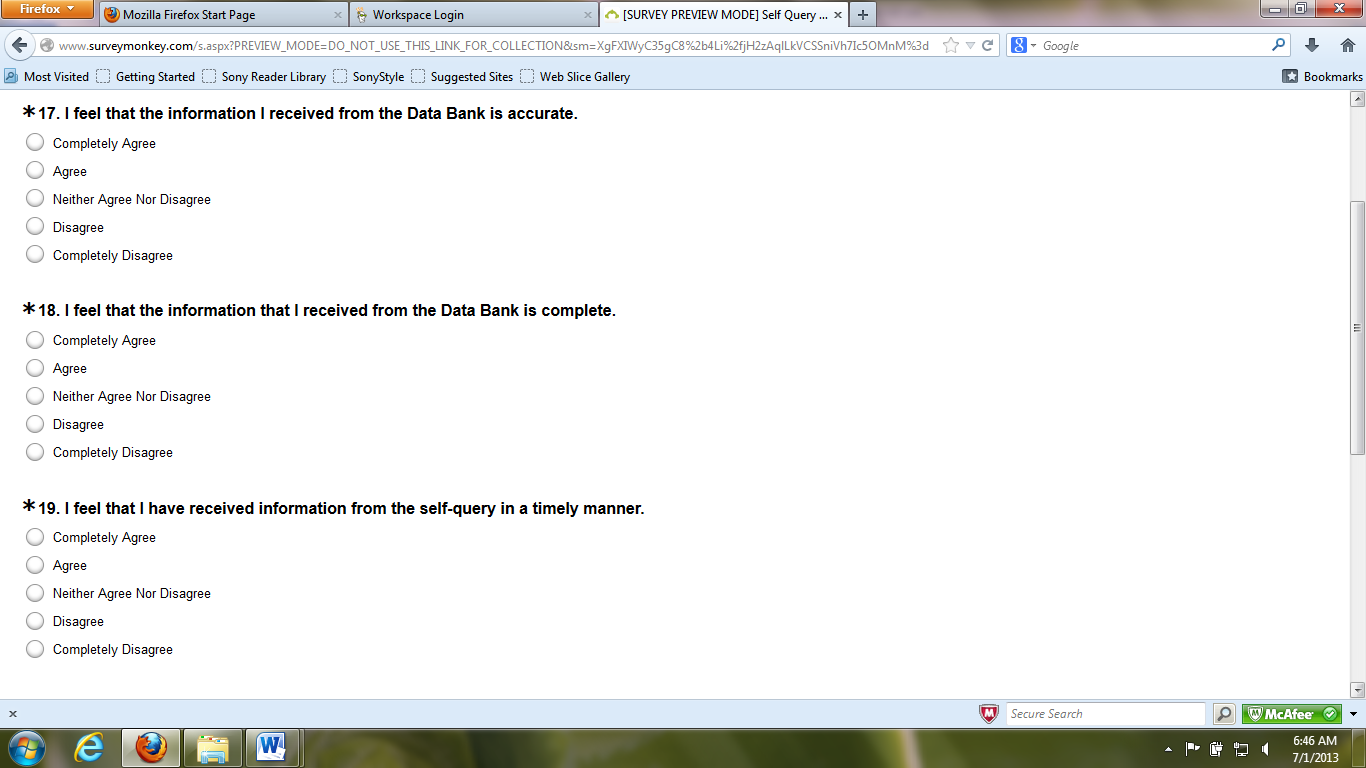 Firefox
Mozilla Firefox Start Page
Workspace Login
[SURVEY PREVIEW MODE] Self Query ...
www.surveymonkey.com/s.aspx?PREVIEW_MODE=DO_NOT_USE_THIS_LINK_FOR_COLLECTION&sm=XgFXIWyC35gC8%2b4Li%2fjH2zAqILkVCSSniVh7Ic5OMnM%3d
Google
Most Visited Getting Started Sony Reader Library SonyStyle Suggested Sites Web Slice Gallery Bookmarks
*17. I feel that the information I received from the Data Bank is accurate.
Completely Agree
Agree
Neither Agree Nor Disagree
Disagree
Completely Disagree
*18. I feel that the information that I received from the Data Bank is complete.
Completely Agree
Agree
Neither Agree Nor Disagree
Disagree
Completely Disagree
*19. I feel that I have received information from the self-query in a timely manner.
Completely Agree
Agree
Neither Agree Nor Disagree
Disagree
Completely Disagree
Secure Search
McAfee
6:46 AM
7/1/2013